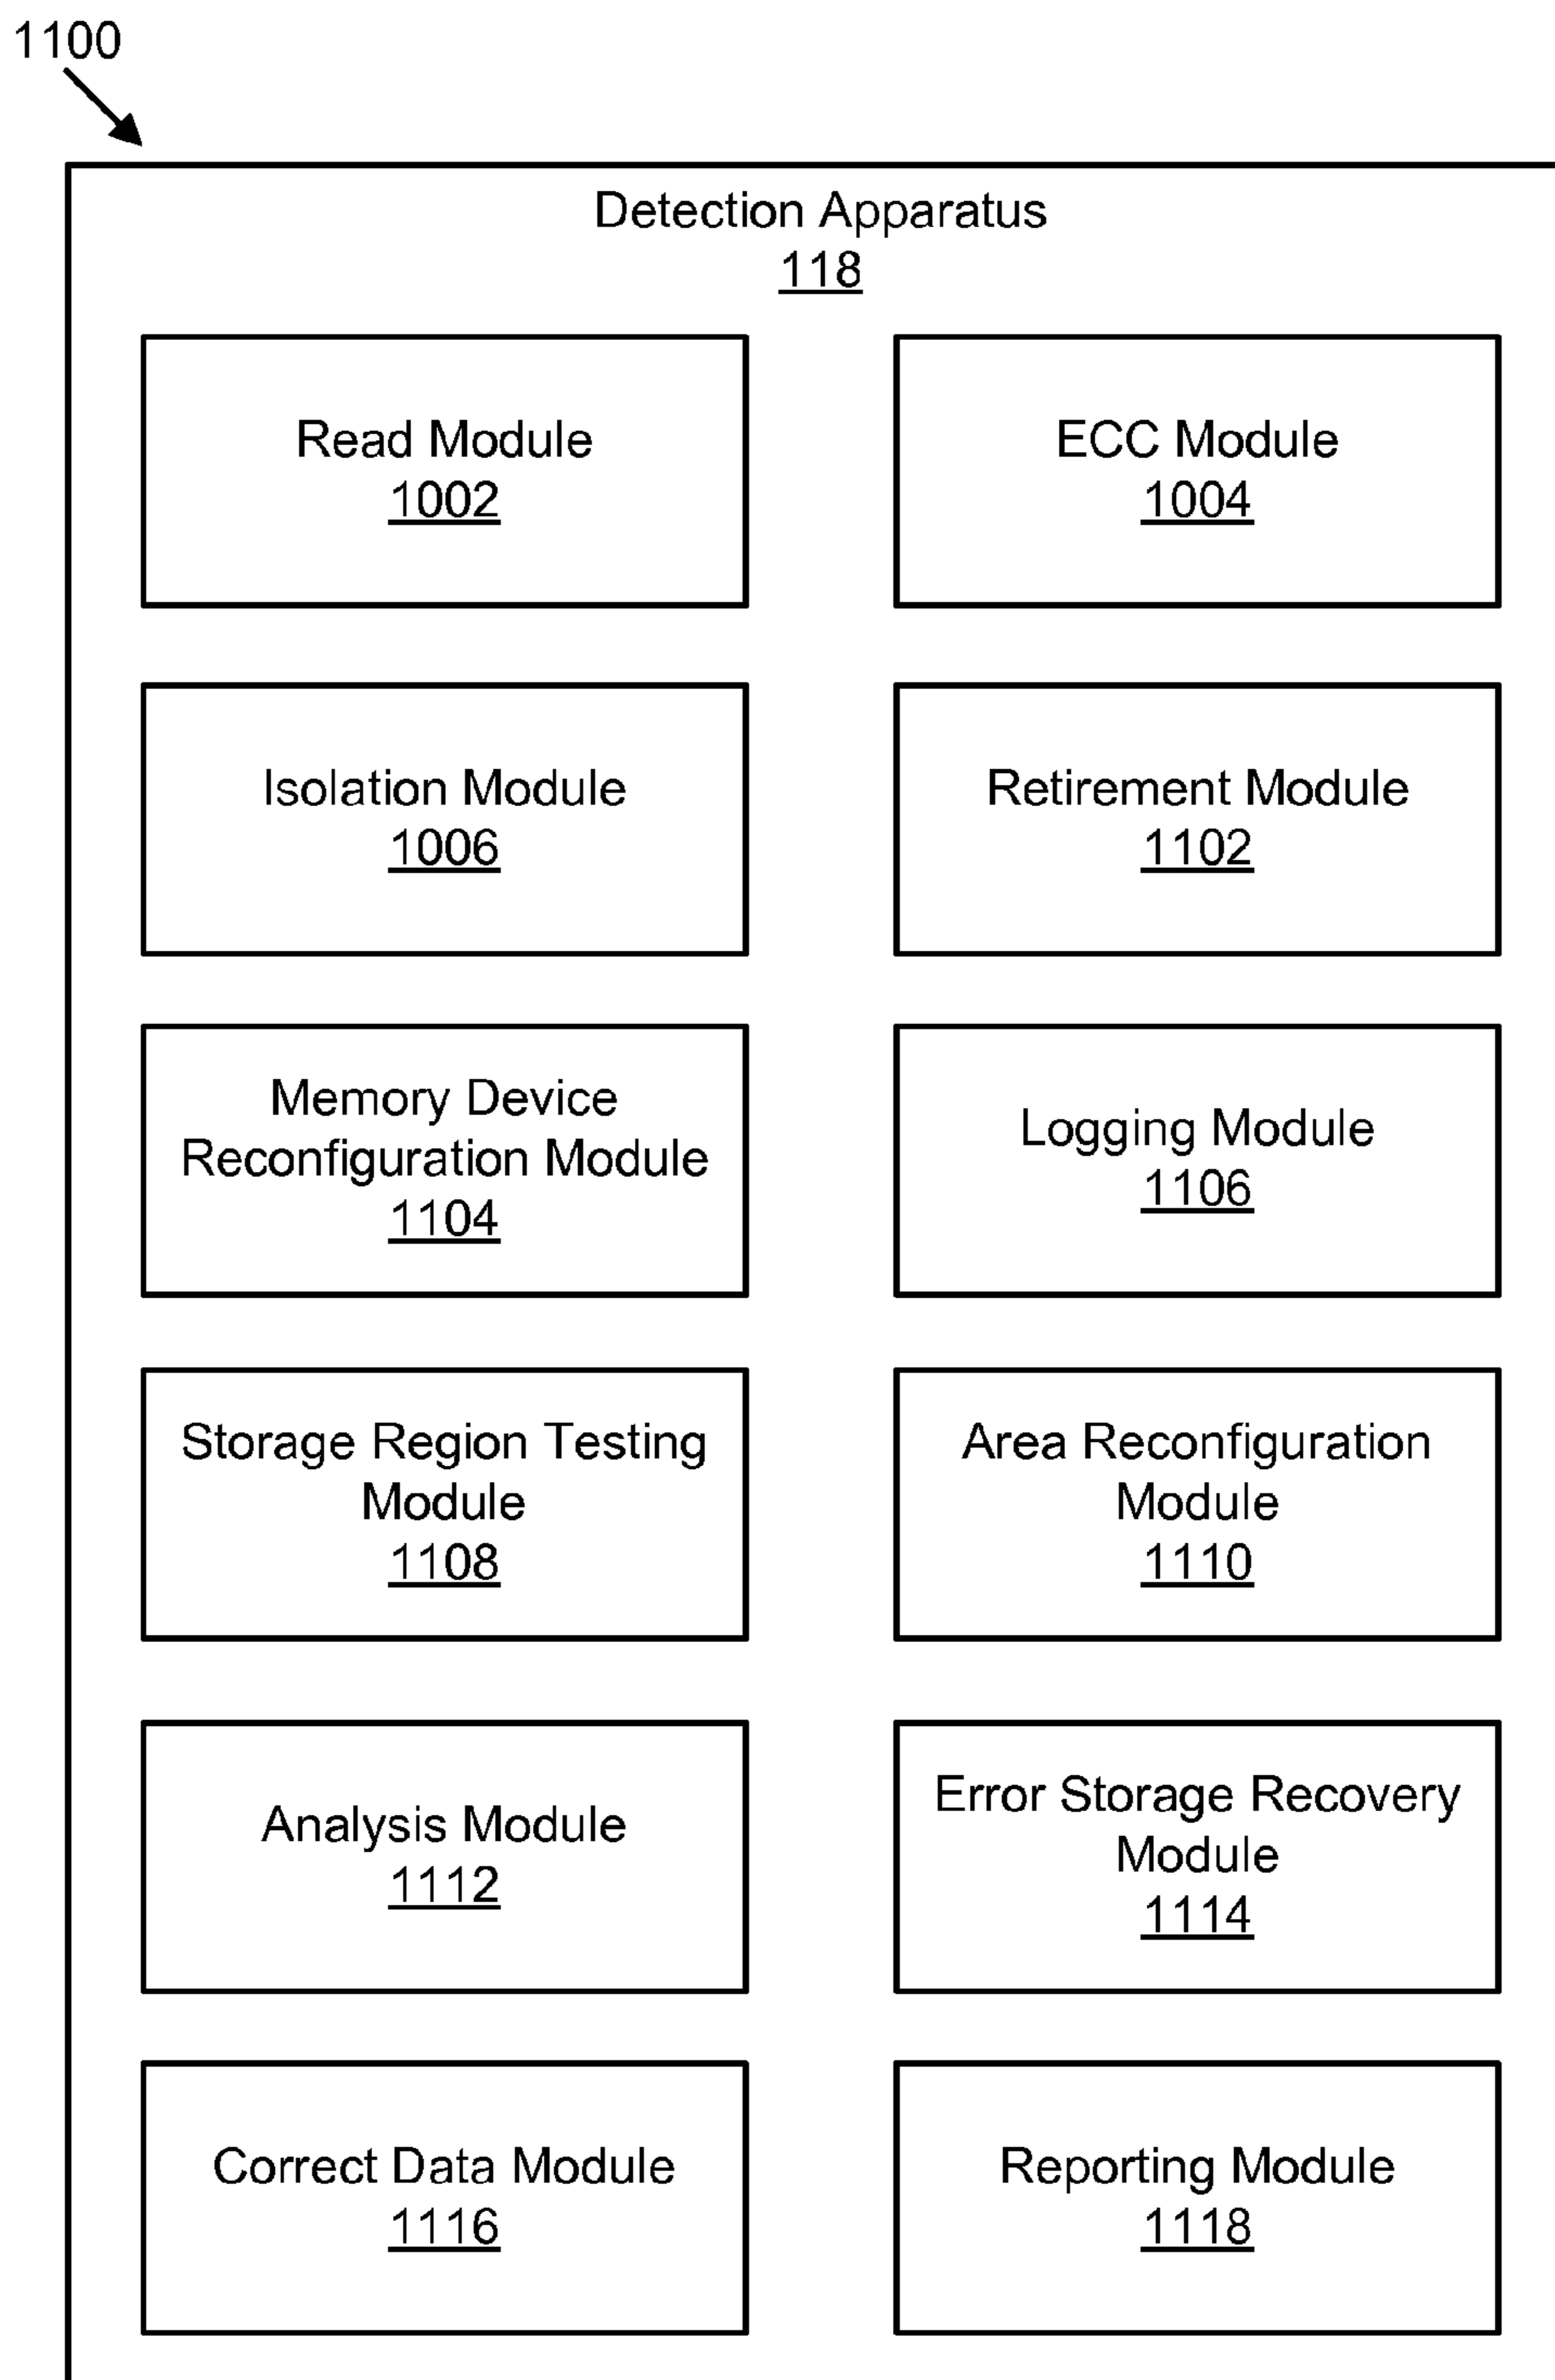 1100
Detection Apparatus
118
Read Module
1002
ECC Module
1004
Isolation Module
1006
Retirement Module
1102
Memory Device
Reconfiguration Module
1104
Logging Module
1106
Storage Region Testing
Module
1108
Area Reconfiguration
Module
1110
Analysis Module
1112
Error Storage Recovery
Module
1114
Correct Data Module
1116
Reporting Module
1118